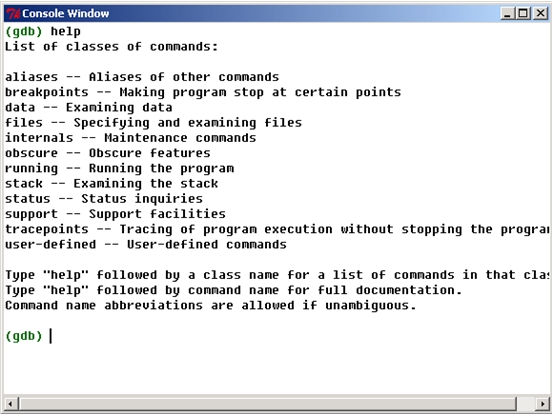 Console Window
(gdb) help
List of classes of commands:
aliases -- Aliases of other commands
breakpoints -- Making program stop at certain points
data -- Examining data
files -- Specifying and examining files
internals -- Maintenance commands
obscure -- Obscure features
running -- Running the program
stack -- Examining the stack
status -- Status inquiries
support -- Support facilities
tracepoints -- Tracing of program execution without stopping the
user-defined -- User-defined commands
Type "help" followed by a class name for a list of commands in that
Type "help" followed by command name for full documentation.
Command name abbreviations are allowed if unambiguous.
(gdb)